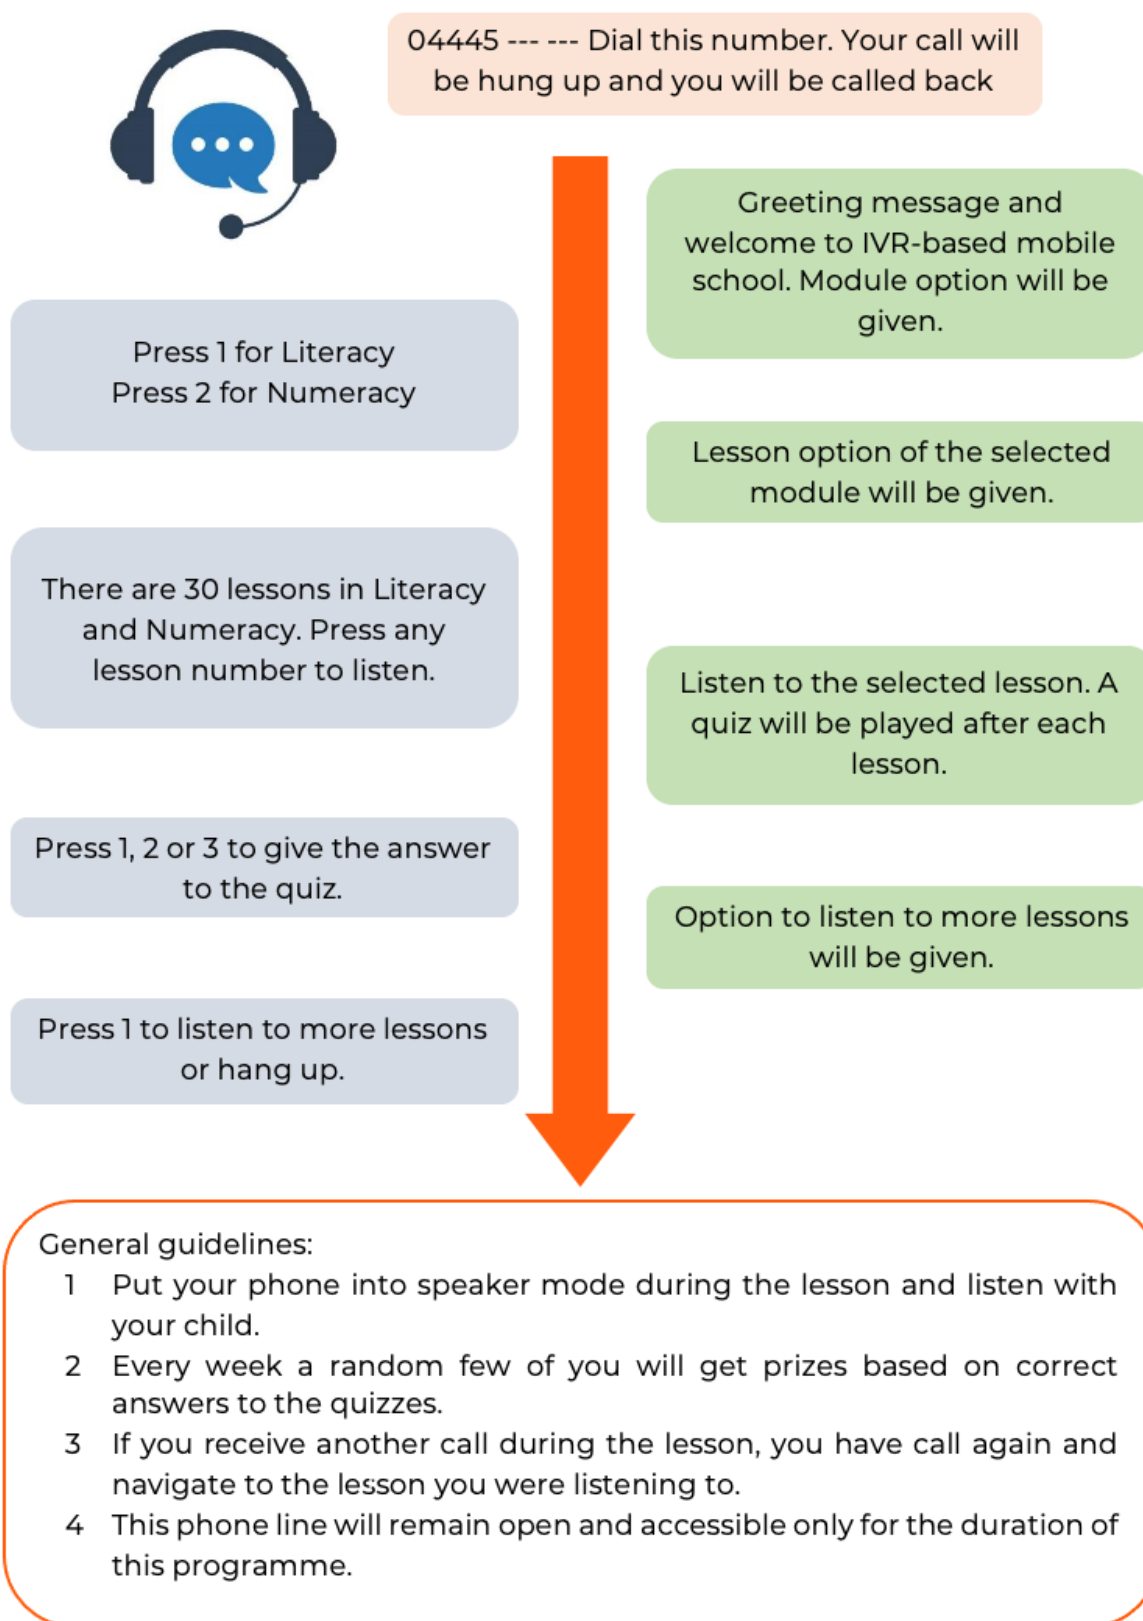 04445 --- --- Dial this number. Your call will
be hung up and you will be called back
Greeting message and
welcome to IVR-based mobile
school. Module option will be
given.
Press 1 for Literacy
Press 2 for Numeracy
Lesson option of the selected
module will be given.
There are 30 lessons in Literacy
and Numeracy. Press any
lesson number to listen.
Listen to the selected lesson. A
quiz will be played after each
lesson.
Press 1, 2 or 3 to give the answer
to the quiz.
Option to listen to more lessons
will be given.
Press 1 to listen to more lessons
or hang up.
General guidelines:
1 Put your phone into speaker mode during the lesson and listen with
your child.
2 Every week a random few of you will get prizes based on correct
answers to the quizzes.
3 If you receive another call during the lesson, you have call again and
navigate to the lesson you were listening to.
4 This phone line will remain open and accessible only for the duration of
this programme.